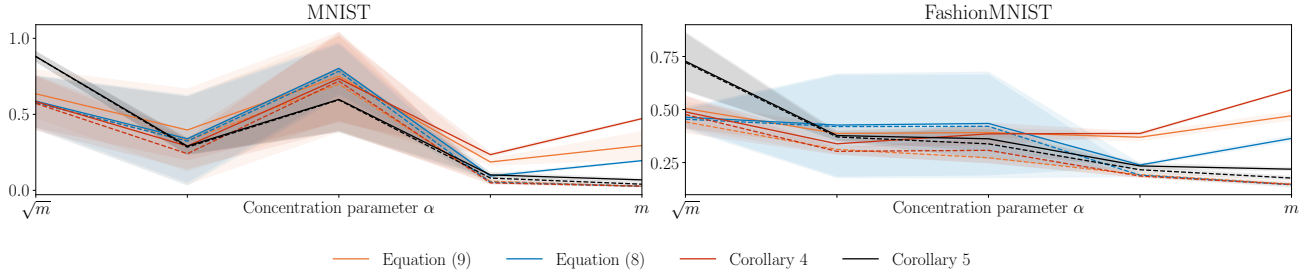 MNIST
1.0
0.5
0.0
√m
Concentration parameter α
m
FashionMNIST
0.75
0.50
0.25
√m
Concentration parameter α
m
Equation (9)
Equation (8)
Corollary 4
Corollary 5